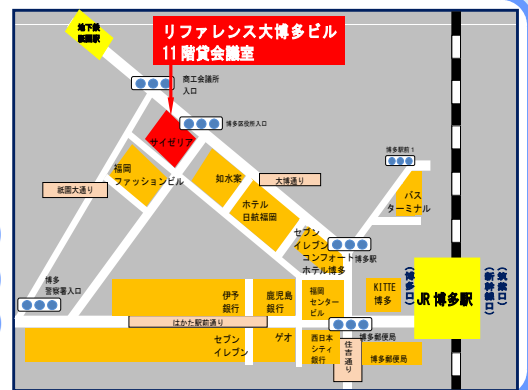 地下鉄
祇園駅
リファレンス大博多ビル
11階貸会議室
商工会議所
入口
博多区役所入口
サイゼリア
博多駅前1
福岡
ファッションビル
如水案
大博通り
祇園大通り
バス
ターミナル
ホテル
日航福岡
セブン
イレブン
コンフォート
ホテル博多
博多駅
博多
警察署入口
伊予
銀行
鹿児島
銀行
福岡
センター
ビル
KITTE
博多
(博多口)
JR博多駅
(新幹線口)
(筑紫口)
はかた駅前通り
博多郵便局
セブン
イレブン
ゲオ
西日本
シティ
銀行
住吉通り
博多郵便局